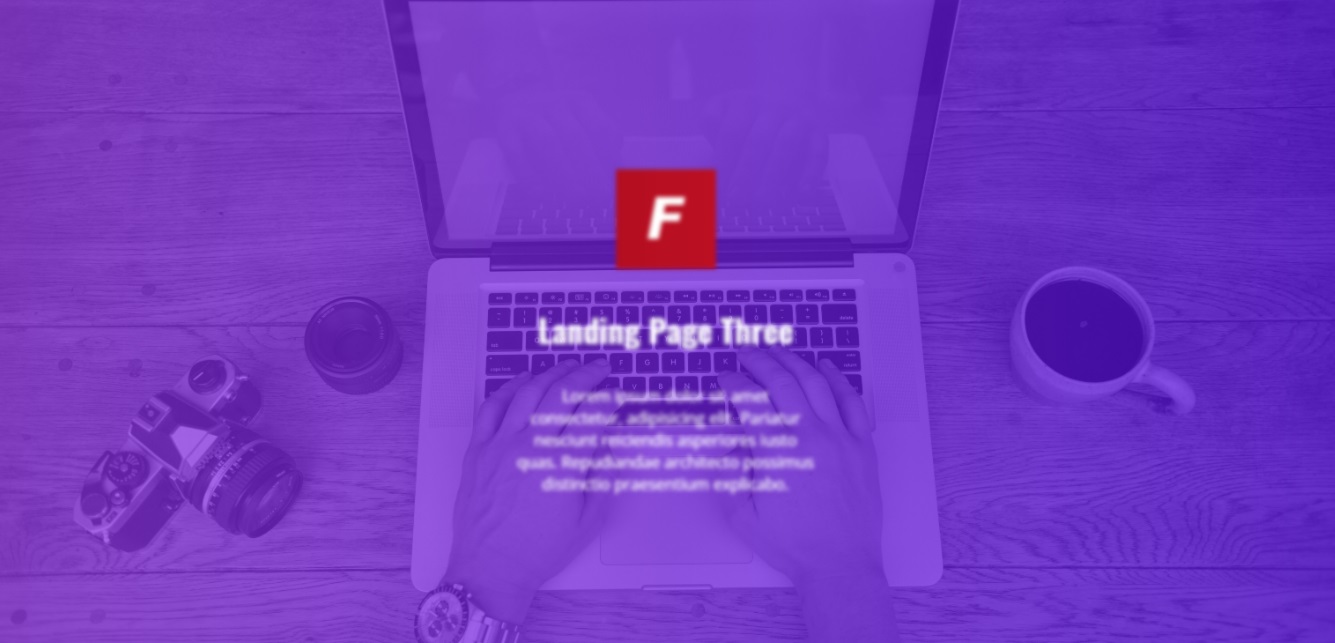 F
Landing Page Three
Lorem ipsum dolor sit amet
consectetur, adipisicing elit. Pariatur
nesciunt reiciendis asperiores iusto
quas. Repudiandae architecto possimus
distinctio praesentium explicabo.